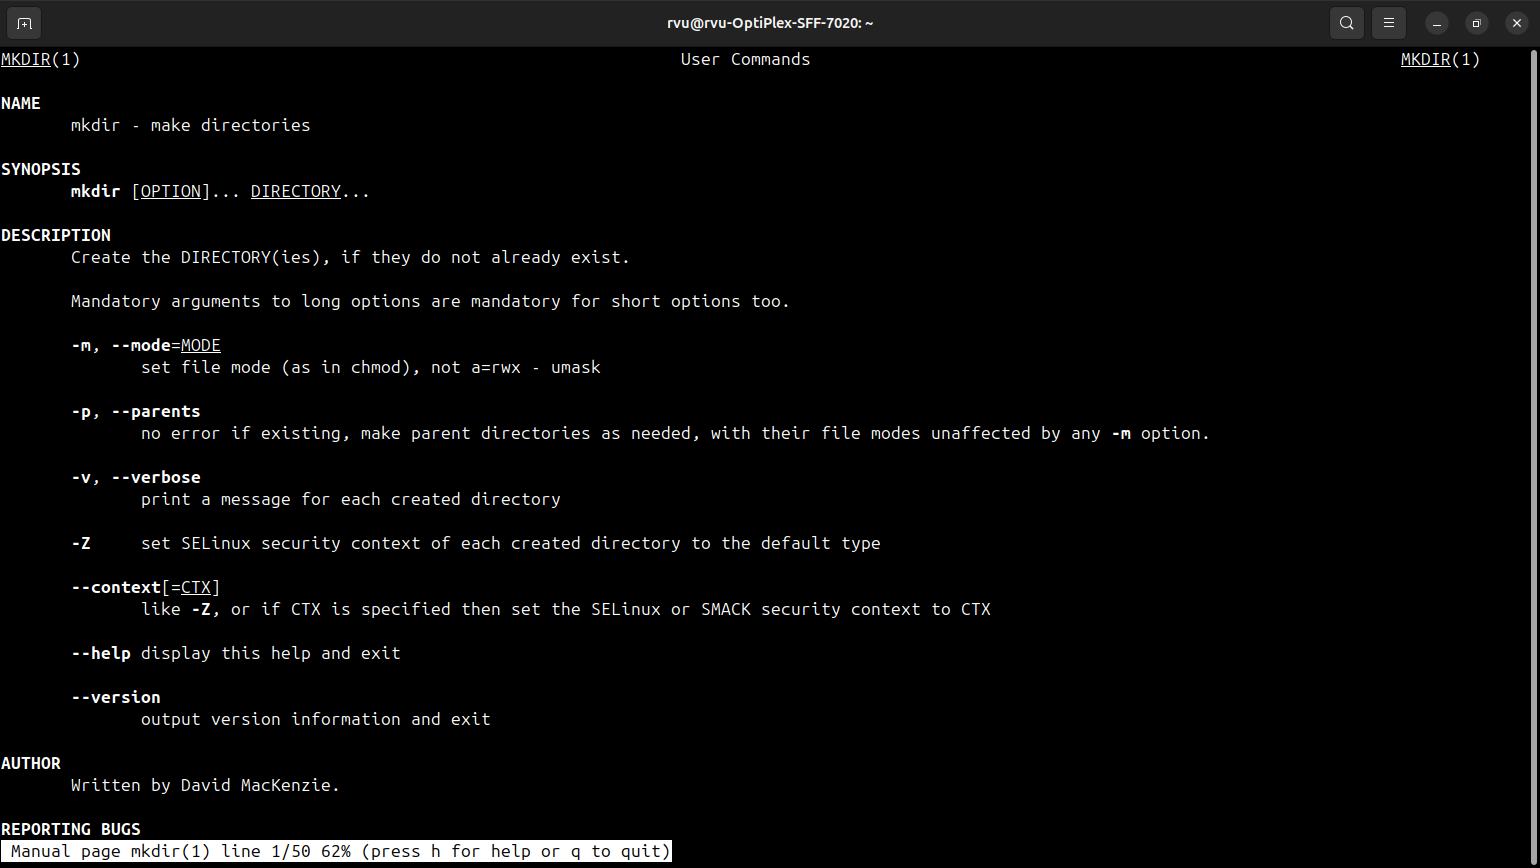 rvu@rvu-OptiPlex-SFF-7020: ~
MKDIR(1) User Commands MKDIR(1)
NAME
mkdir - make directories
SYNOPSIS
mkdir [OPTION]... DIRECTORY...
DESCRIPTION
Create the DIRECTORY(ies), if they do not already exist.
Mandatory arguments to long options are mandatory for short options too.
-m, --mode=MODE
set file mode (as in chmod), not a=rwx - umask
-p, --parents
no error if existing, make parent directories as needed, with their file modes unaffected by any -m option.
-v, --verbose
print a message for each created directory
-Z set SELinux security context of each created directory to the default type
--context[=CTX]
like -Z, or if CTX is specified then set the SELinux or SMACK security context to CTX
--help display this help and exit
--version
output version information and exit
AUTHOR
Written by David MacKenzie.
REPORTING BUGS
Manual page mkdir(1) line 1/50 62% (press h for help or q to quit)